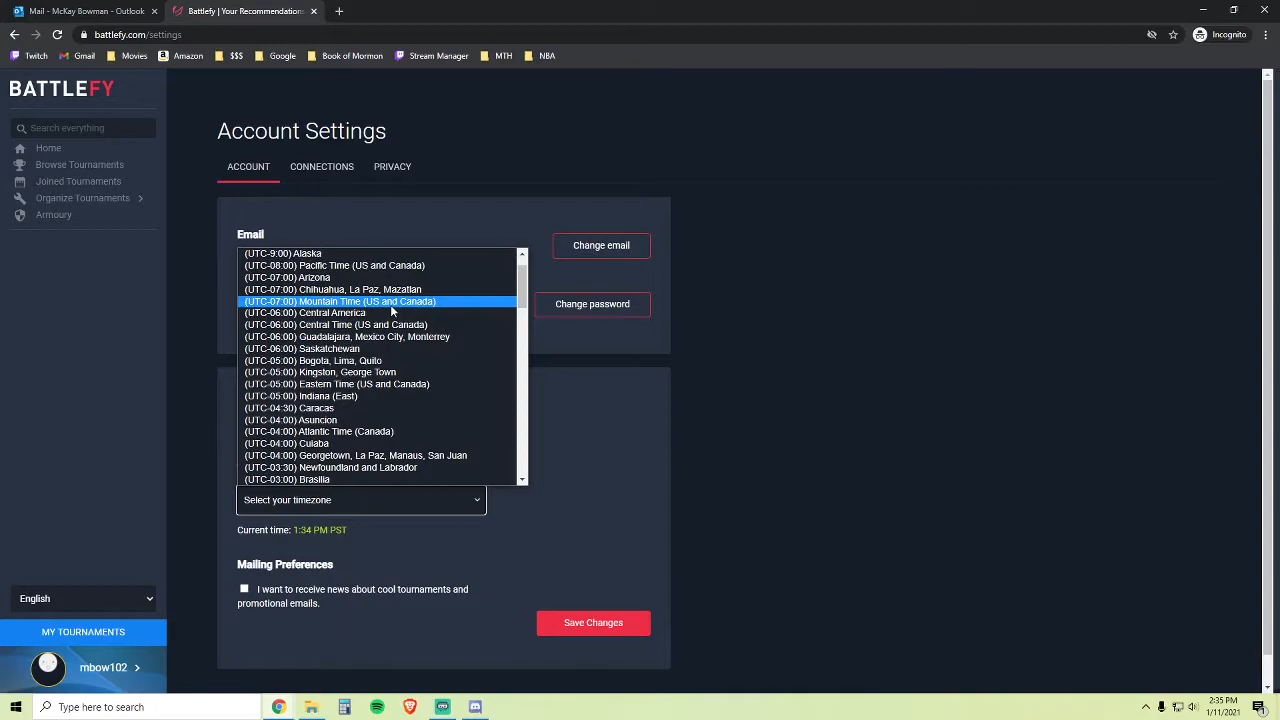 Mail - McKay Bowman - Outlook
Battlefy | Your Recommendations
battlefy.com/settings
Incognito
Twitch
Gmail
Movies
Amazon
$$$
Google
Book of Mormon
Stream Manager
MTH
NBA
BATTLEFY
Search everything
Home
Browse Tournaments
Joined Tournaments
Organize Tournaments
Armoury
English
MY TOURNAMENTS
mbow102
Account Settings
ACCOUNT CONNECTIONS PRIVACY
Email
Change email
Change password
(UTC-9:00) Alaska
(UTC-08:00) Pacific Time (US and Canada)
(UTC-07:00) Arizona
(UTC-07:00) Chihuahua, La Paz, Mazatlan
(UTC-07:00) Mountain Time (US and Canada)
(UTC-06:00) Central America
(UTC-06:00) Central Time (US and Canada)
(UTC-06:00) Guadalajara, Mexico City, Monterrey
(UTC-06:00) Saskatchewan
(UTC-05:00) Bogota, Lima, Quito
(UTC-05:00) Kingston, George Town
(UTC-05:00) Eastern Time (US and Canada)
(UTC-05:00) Indiana (East)
(UTC-04:30) Caracas
(UTC-04:00) Asuncion
(UTC-04:00) Atlantic Time (Canada)
(UTC-04:00) Cuiaba
(UTC-04:00) Georgetown, La Paz, Manaus, San Juan
(UTC-03:30) Newfoundland and Labrador
(UTC-03:00) Brasilia
Select your timezone
Current time: 1:34 PM PST
Mailing Preferences
I want to receive news about cool tournaments and
promotional emails.
Save Changes
Type here to search
2:35 PM
1/11/2021